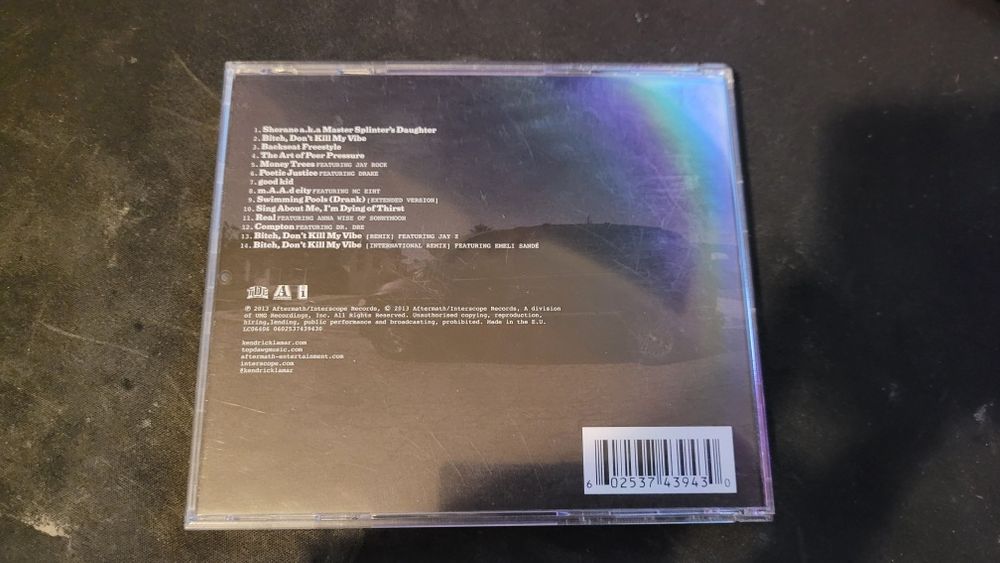 1. Sherane a.k.a Master Splinter's Daughter
2. Bitch, Don't Kill My Vibe
3. Backseat Freestyle
4. The Art of Peer Pressure
5. Money Trees FEATURING JAY ROCK
6. Poetic Justice FEATURING DRAKE
7. good kid
8. m.A.A.d city FEATURING MC EIHT
9. Swimming Pools (Drank) [EXTENDED VERSION]
10. Sing About Me, I'm Dying of Thirst
11. Real FEATURING ANNA WISE OF SONNYMOON
12. Compton FEATURING DR. DRE
13. Bitch, Don't Kill My Vibe [REMIX] FEATURING JAY Z
14. Bitch, Don't Kill My Vibe [INTERNATIONAL REMIX] FEATURING EMELI SANDÉ
TDE A i
℗ 2013 Aftermath/Interscope Records, © 2013 Aftermath/Interscope Records, A division
of UMG Recordings, Inc. All Rights Reserved. Unauthorised copying, reproduction,
hiring,lending, public performance and broadcasting, prohibited. Made in the E.U.
LC06406 0602537439430
kendricklamar.com
topdawgmusic.com
aftermath-entertainment.com
interscope.com
@kendricklamar
6 02537 43943 0